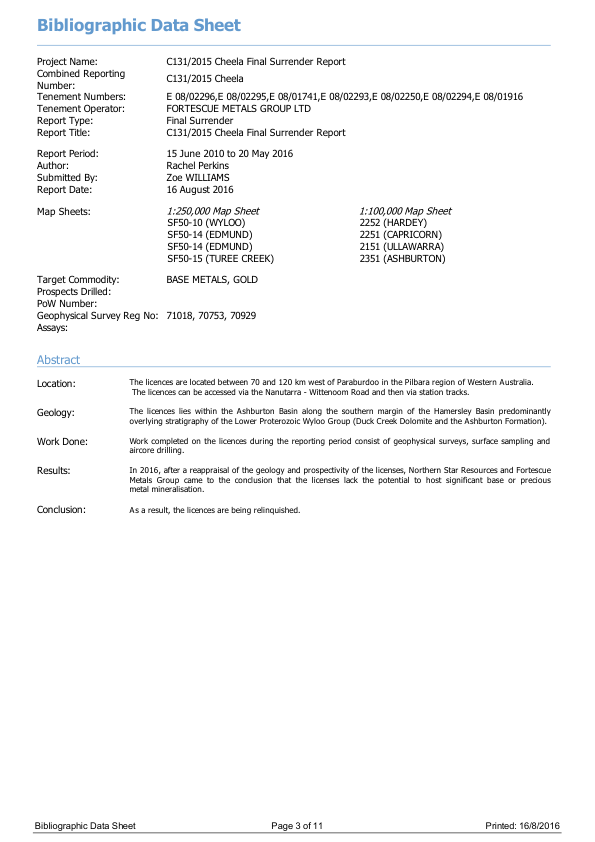 Bibliographic Data Sheet
Project Name: C131/2015 Cheela Final Surrender Report
Combined Reporting
Number: C131/2015 Cheela
Tenement Numbers: E 08/02296,E 08/02295,E 08/01741,E 08/02293,E 08/02250,E 08/02294,E 08/01916
Tenement Operator: FORTESCUE METALS GROUP LTD
Report Type: Final Surrender
Report Title: C131/2015 Cheela Final Surrender Report
Report Period: 15 June 2010 to 20 May 2016
Author: Rachel Perkins
Submitted By: Zoe WILLIAMS
Report Date: 16 August 2016
Map Sheets: 1:250,000 Map Sheet 1:100,000 Map Sheet
SF50-10 (WYLOO) 2252 (HARDEY)
SF50-14 (EDMUND) 2251 (CAPRICORN)
SF50-14 (EDMUND) 2151 (ULLAWARRA)
SF50-15 (TUREE CREEK) 2351 (ASHBURTON)
Target Commodity: BASE METALS, GOLD
Prospects Drilled:
PoW Number:
Geophysical Survey Reg No: 71018, 70753, 70929
Assays:
Abstract
Location: The licences are located between 70 and 120 km west of Paraburdoo in the Pilbara region of Western Australia.
The licences can be accessed via the Nanutarra - Wittenoom Road and then via station tracks.
Geology: The licences lies within the Ashburton Basin along the southern margin of the Hamersley Basin predominantly
overlying stratigraphy of the Lower Proterozoic Wyloo Group (Duck Creek Dolomite and the Ashburton Formation).
Work Done: Work completed on the licences during the reporting period consist of geophysical surveys, surface sampling and
aircore drilling.
Results: In 2016, after a reappraisal of the geology and prospectivity of the licenses, Northern Star Resources and Fortescue
Metals Group came to the conclusion that the licenses lack the potential to host significant base or precious
metal mineralisation.
Conclusion: As a result, the licences are being relinquished.
Bibliographic Data Sheet Page 3 of 11 Printed: 16/8/2016